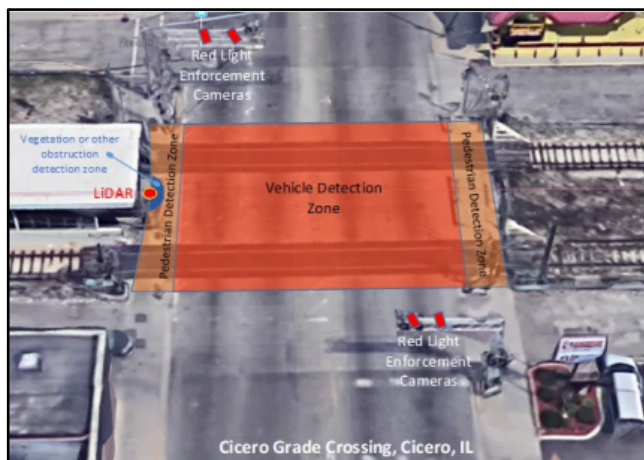 Red Light
Enforcement
Cameras
Vegetation or other
obstruction
detection zone
LiDAR
Pedestrian Detection Zone
Vehicle Detection
Zone
Pedestrian Detection Zone
Red Light
Enforcement
Cameras
Cicero Grade Crossing, Cicero, IL